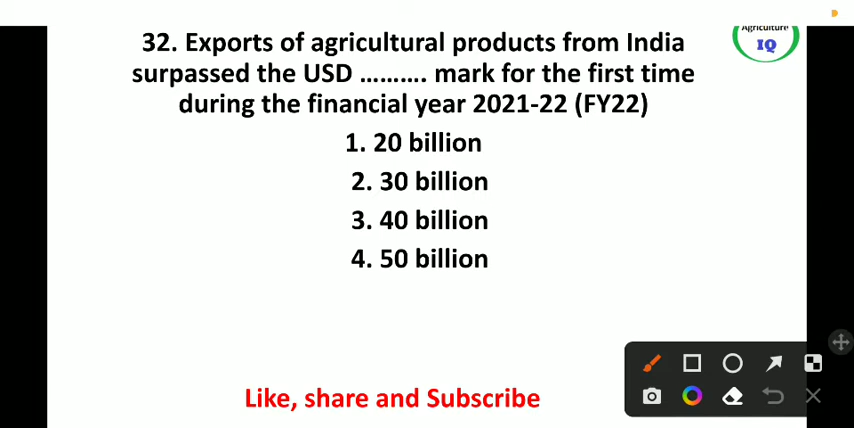 Agriculture
IQ
32. Exports of agricultural products from India
surpassed the USD .......... mark for the first time
during the financial year 2021-22 (FY22)
1. 20 billion
2. 30 billion
3. 40 billion
4. 50 billion
Like, share and Subscribe